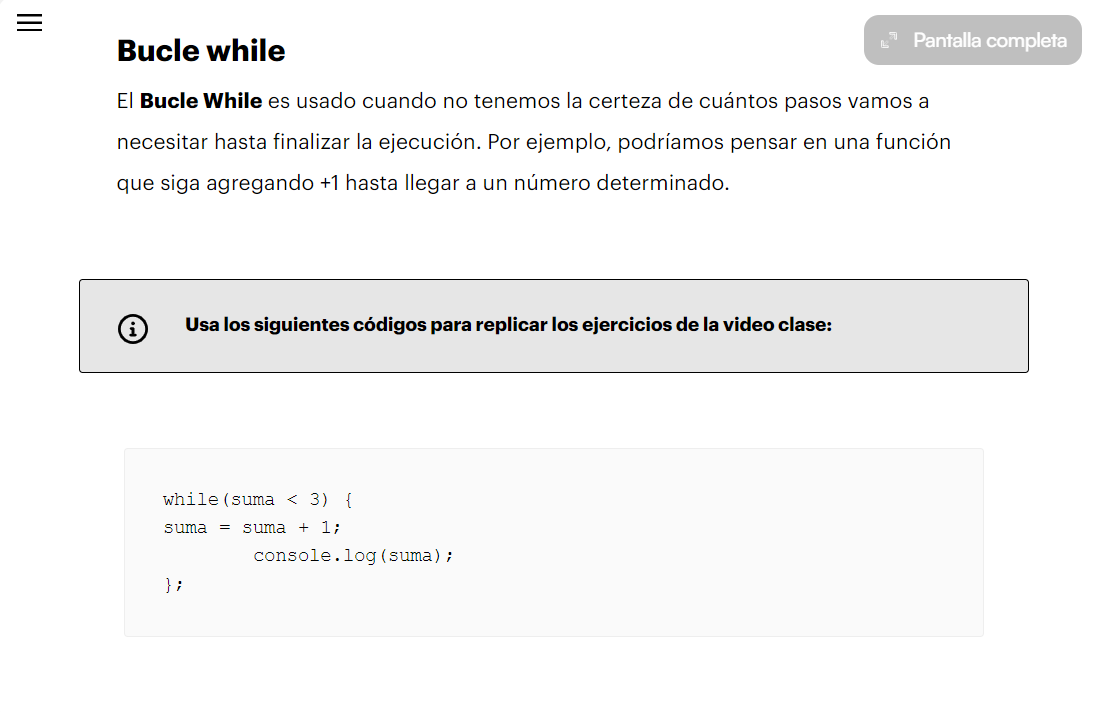 Pantalla completa
Bucle while
El Bucle While es usado cuando no tenemos la certeza de cuántos pasos vamos a
necesitar hasta finalizar la ejecución. Por ejemplo, podríamos pensar en una función
que siga agregando +1 hasta llegar a un número determinado.
Usa los siguientes códigos para replicar los ejercicios de la video clase:
while(suma < 3) {
suma = suma + 1;
        console.log(suma);
};